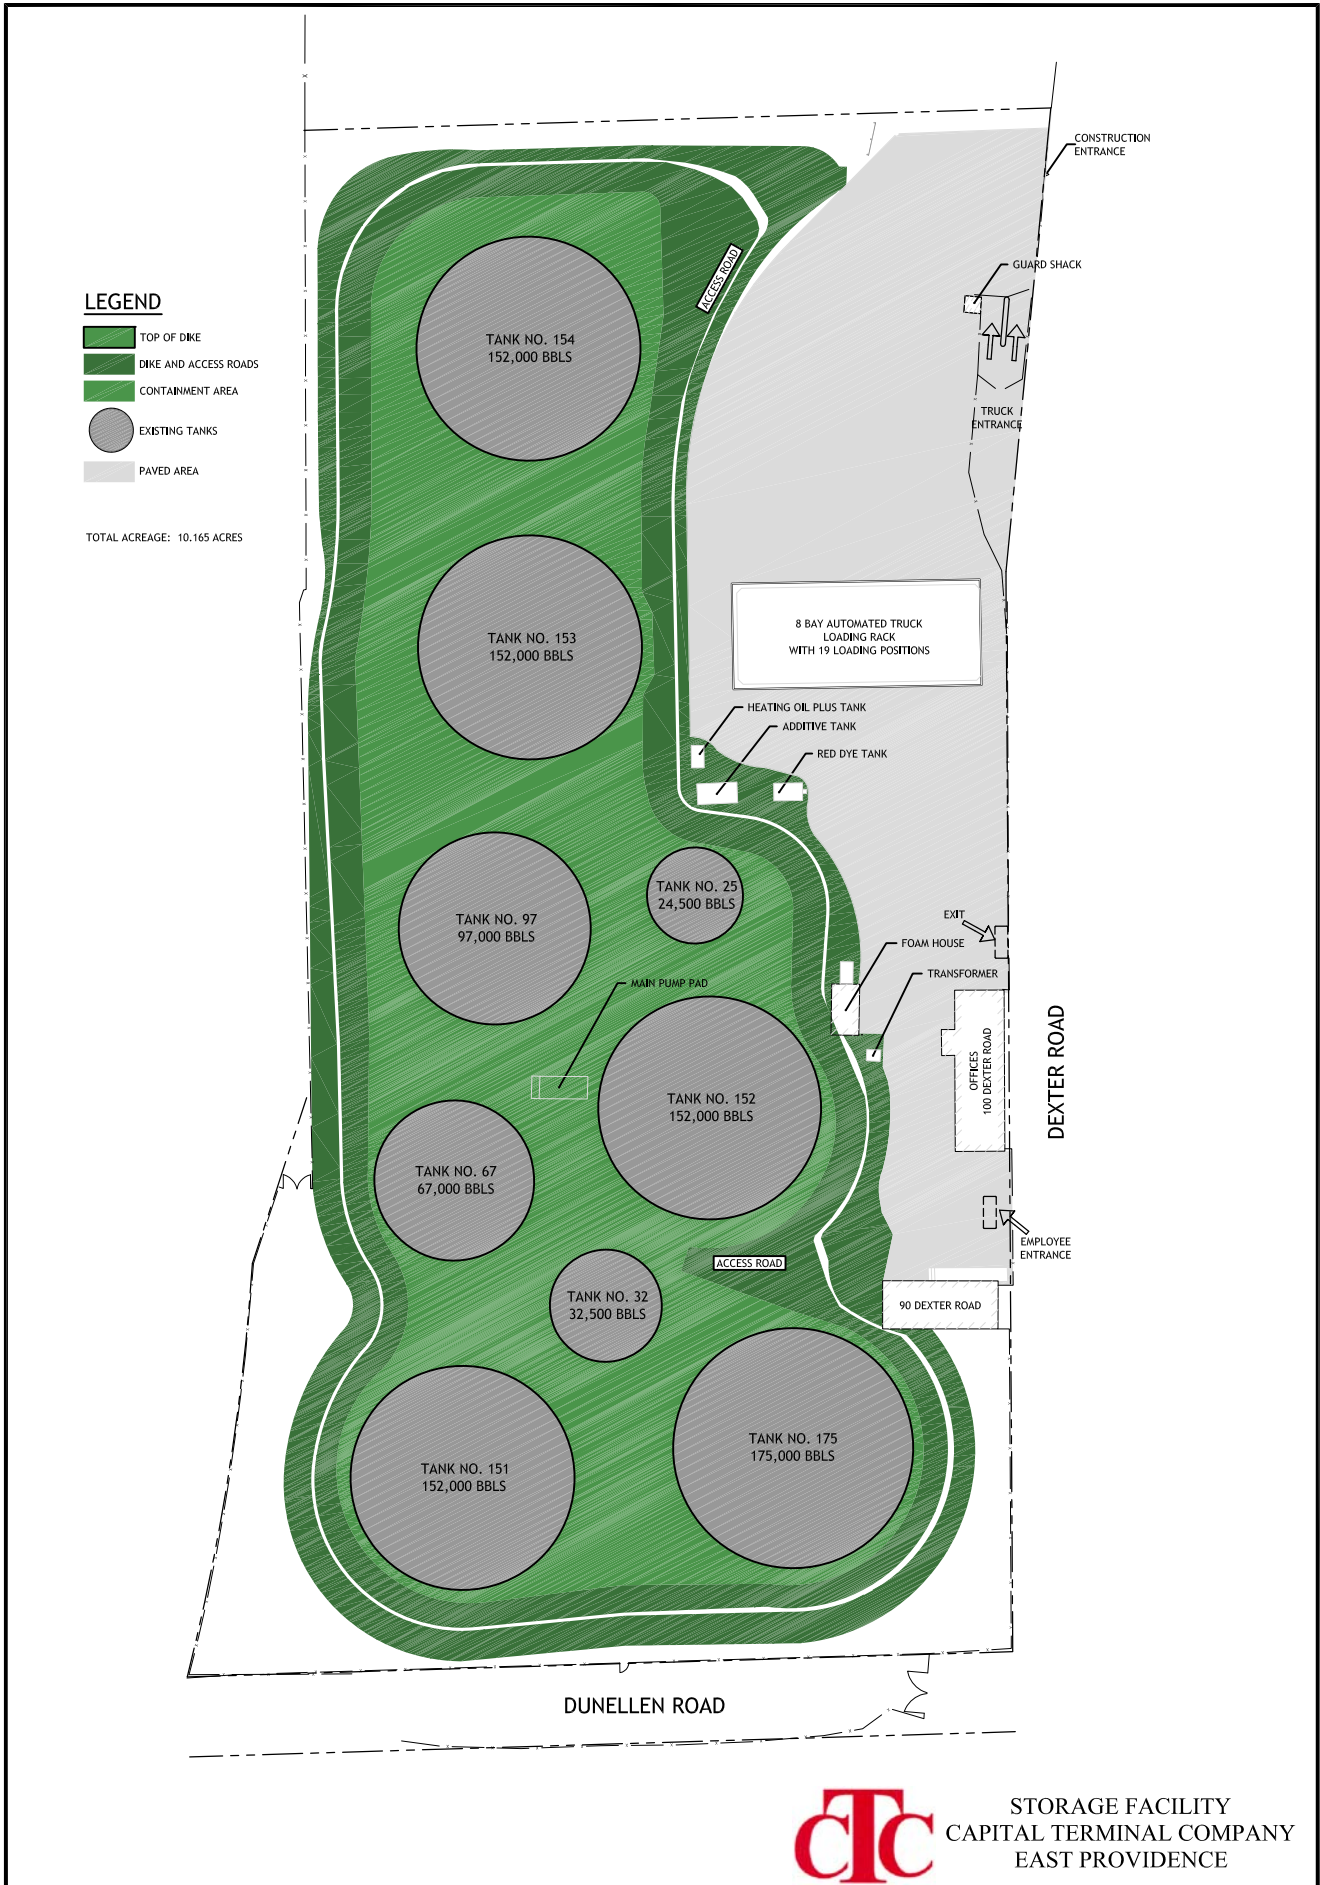 CONSTRUCTION
ENTRANCE
GUARD SHACK
ACCESS ROAD
LEGEND
TOP OF DIKE
DIKE AND ACCESS ROADS
CONTAINMENT AREA
EXISTING TANKS
PAVED AREA
TOTAL ACREAGE: 10.165 ACRES
TANK NO. 154
152,000 BBLS
TRUCK
ENTRANCE
TANK NO. 153
152,000 BBLS
8 BAY AUTOMATED TRUCK
LOADING RACK
WITH 19 LOADING POSITIONS
HEATING OIL PLUS TANK
ADDITIVE TANK
RED DYE TANK
TANK NO. 25
24,500 BBLS
TANK NO. 97
97,000 BBLS
EXIT
FOAM HOUSE
TRANSFORMER
MAIN PUMP PAD
OFFICES
100 DEXTER ROAD
DEXTER ROAD
TANK NO. 152
152,000 BBLS
TANK NO. 67
67,000 BBLS
EMPLOYEE
ENTRANCE
ACCESS ROAD
TANK NO. 32
32,500 BBLS
90 DEXTER ROAD
TANK NO. 175
175,000 BBLS
TANK NO. 151
152,000 BBLS
DUNELLEN ROAD
CTC
STORAGE FACILITY
CAPITAL TERMINAL COMPANY
EAST PROVIDENCE